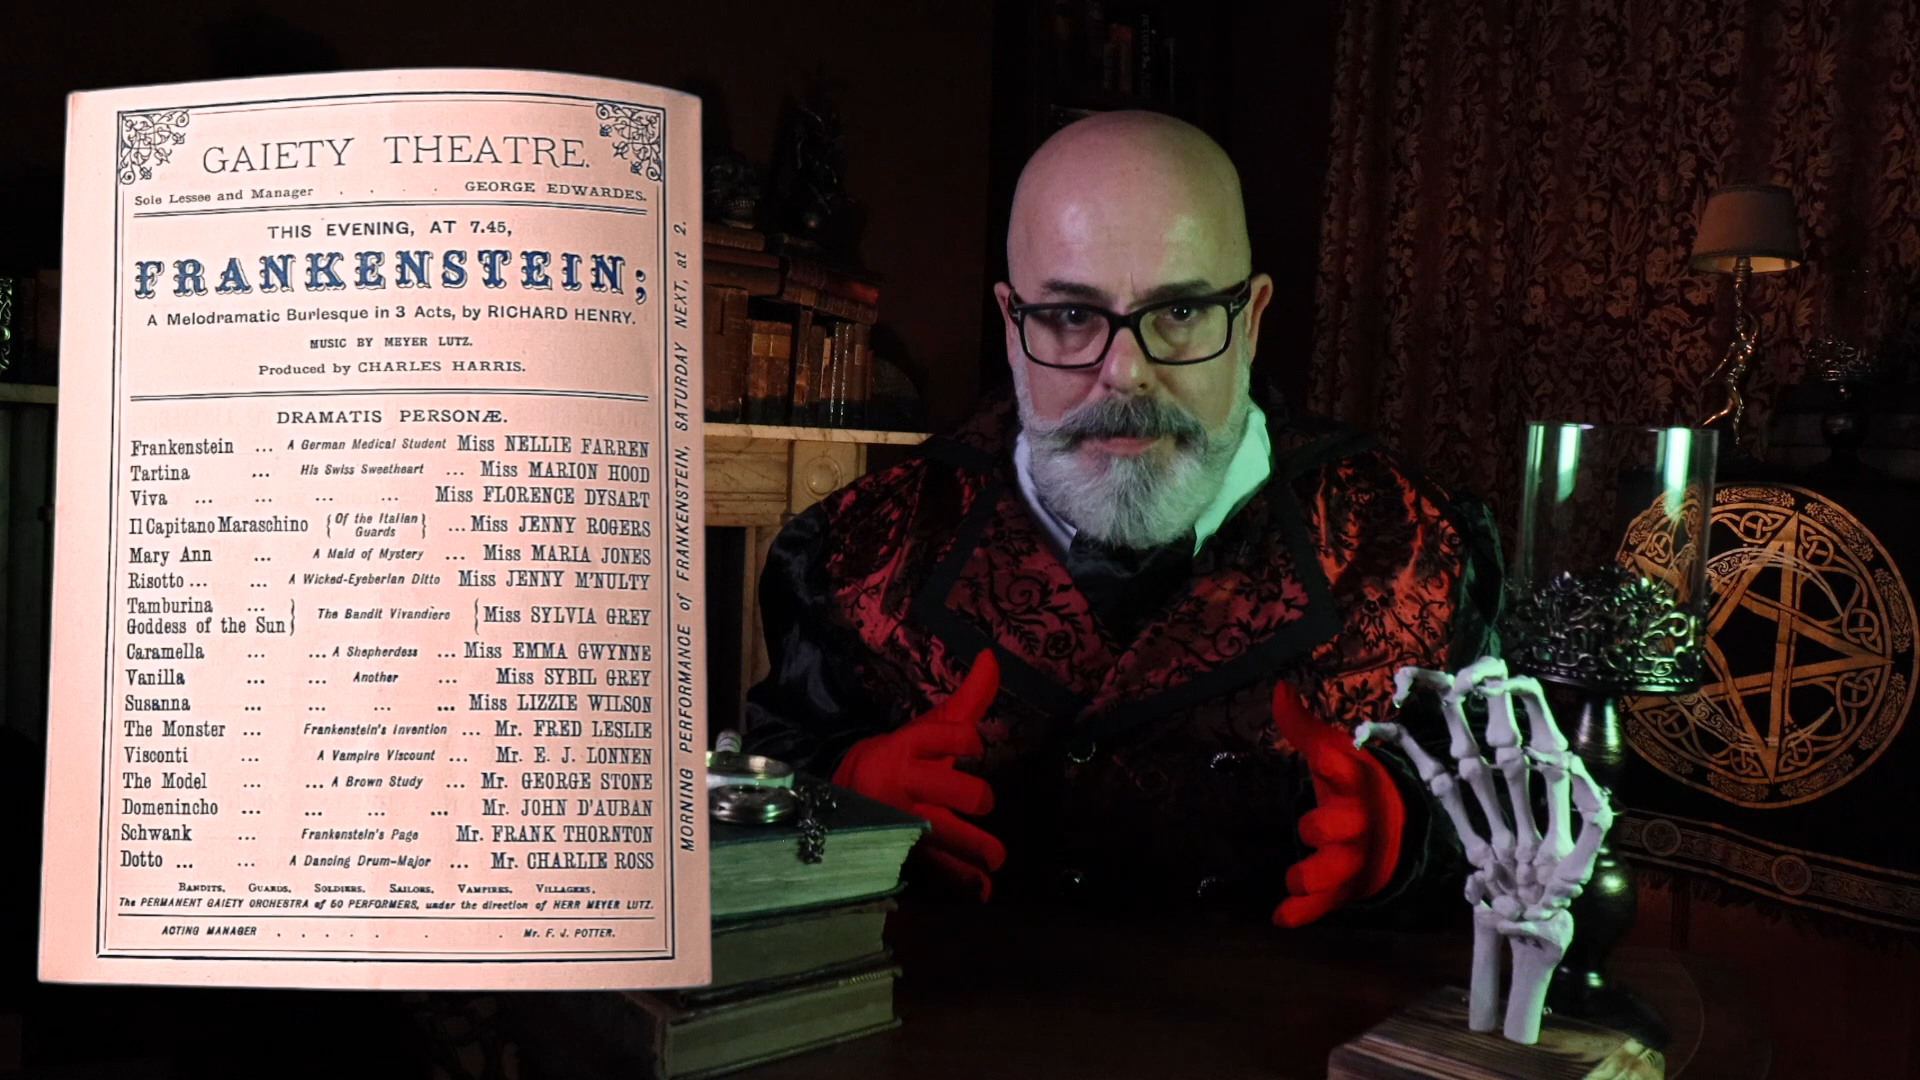 GAIETY THEATRE.
Sole Lessee and Manager . . . . GEORGE EDWARDES.
THIS EVENING, AT 7.45,
FRANKENSTEIN;
A Melodramatic Burlesque in 3 Acts, by RICHARD HENRY.
MUSIC BY MEYER LUTZ.
Produced by CHARLES HARRIS.
DRAMATIS PERSONÆ.
Frankenstein ... A German Medical Student Miss NELLIE FARREN
Tartina ... His Swiss Sweetheart ... Miss MARION HOOD
Viva ... ... ... ... Miss FLORENCE DYSART
Il Capitano Maraschino { Of the Italian Guards } ... Miss JENNY ROGERS
Mary Ann ... A Maid of Mystery ... Miss MARIA JONES
Risotto ... ... A Wicked-Eyeberian Ditto Miss JENNY M'NULTY
Tamburina ... }
Goddess of the Sun } The Bandit Vivandiere { Miss SYLVIA GREY
Caramella ... ... A Shepherdess ... Miss EMMA GWYNNE
Vanilla ... ... Another ... Miss SYBIL GREY
Susanna ... ... ... ... Miss LIZZIE WILSON
The Monster ... Frankenstein's Invention ... Mr. FRED LESLIE
Visconti ... A Vampire Viscount ... Mr. E. J. LONNEN
The Model ... ... A Brown Study ... Mr. GEORGE STONE
Domenincho ... ... ... ... Mr. JOHN D'AUBAN
Schwank ... Frankenstein's Page Mr. FRANK THORNTON
Dotto ... ... A Dancing Drum-Major ... Mr. CHARLIE ROSS
BANDITS, GUARDS, SOLDIERS, SAILORS, VAMPIRES, VILLAGERS,
The PERMANENT GAIETY ORCHESTRA of 50 PERFORMERS, under the direction of HERR MEYER LUTZ.
ACTING MANAGER . . . . . . . Mr. F. J. POTTER.
MORNING PERFORMANCE of FRANKENSTEIN, SATURDAY NEXT, at 2.